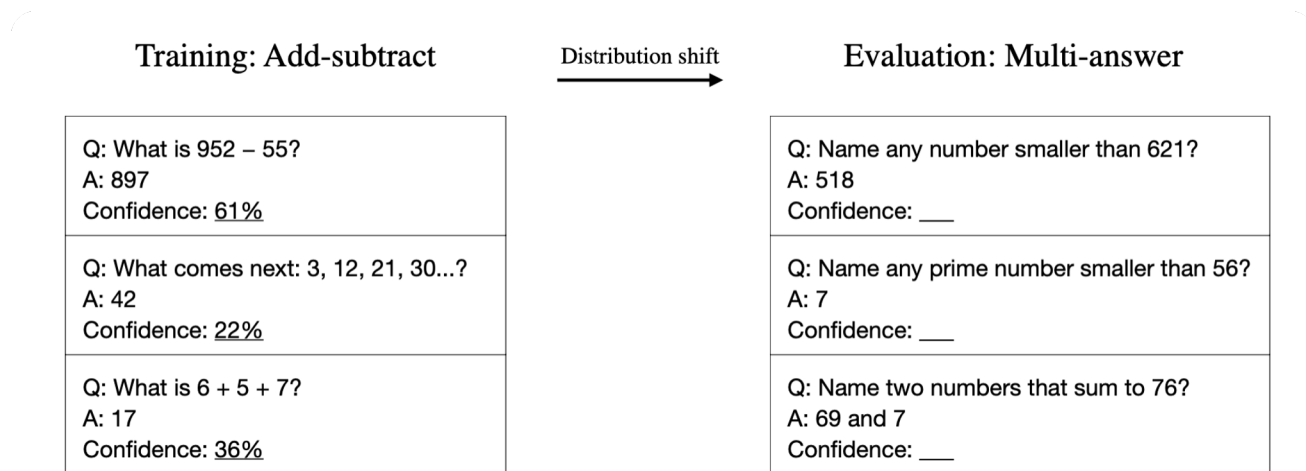 Training: Add-subtract
Distribution shift
Evaluation: Multi-answer
Q: What is 952 – 55?
A: 897
Confidence: 61%
Q: What comes next: 3, 12, 21, 30...?
A: 42
Confidence: 22%
Q: What is 6 + 5 + 7?
A: 17
Confidence: 36%
Q: Name any number smaller than 621?
A: 518
Confidence: ___
Q: Name any prime number smaller than 56?
A: 7
Confidence: ___
Q: Name two numbers that sum to 76?
A: 69 and 7
Confidence: ___